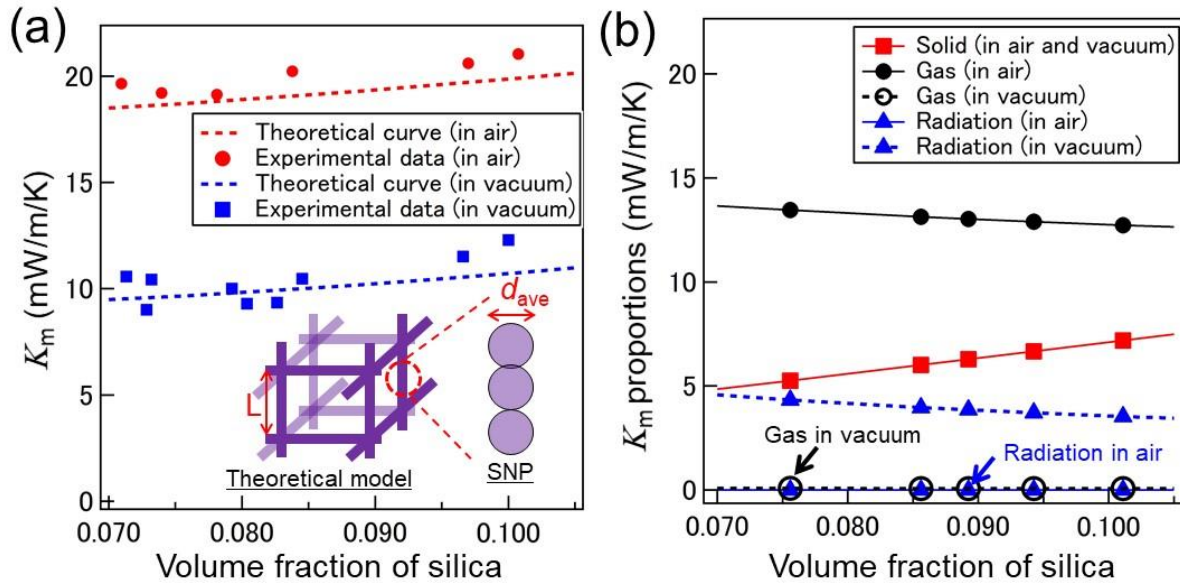 (a)
K_m (mW/m/K)
20
15
10
5
0
Theoretical curve (in air)
Experimental data (in air)
Theoretical curve (in vacuum)
Experimental data (in vacuum)
d_ave
L
Theoretical model
SNP
0.070
0.080
0.090
0.100
Volume fraction of silica
(b)
K_m proportions (mW/m/K)
20
15
10
5
0
Solid (in air and vacuum)
Gas (in air)
Gas (in vacuum)
Radiation (in air)
Radiation (in vacuum)
Gas in vacuum
Radiation in air
0.070
0.080
0.090
0.100
Volume fraction of silica